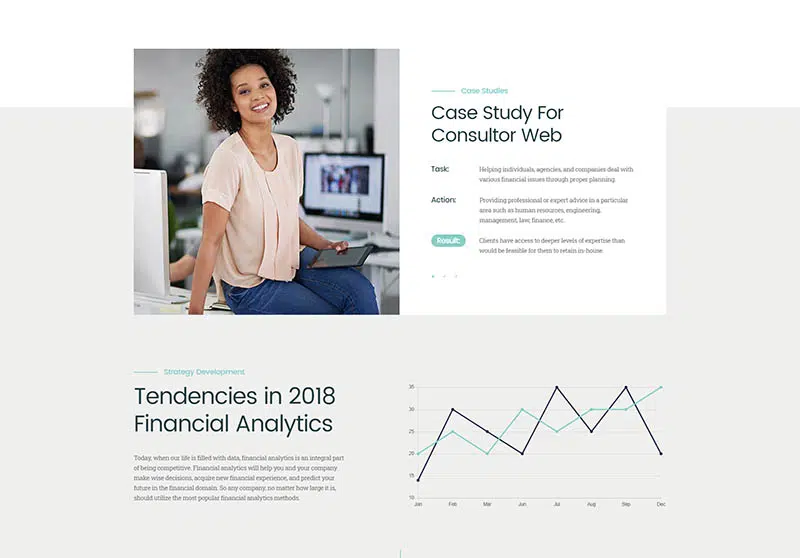 Case Studies
Case Study For
Consultor Web
Task:
Helping individuals, agencies, and companies deal with
various financial issues through proper planning.
Action:
Providing professional or expert advice in a particular
area such as human resources, engineering,
management, law, finance, etc.
Result:
Clients have access to deeper levels of expertise than
would be feasible for them to retain in-house.
Strategy Development
Tendencies in 2018
Financial Analytics
Today, when our life is filled with data, financial analytics is an integral part
of being competitive. Financial analytics will help you and your company
make wise decisions, acquire new financial experience, and predict your
future in the financial domain. So any company, no matter how large it is,
should utilize the most popular financial analytics methods.
35
30
25
20
15
10
Jan Feb Mar Jun Jul Aug Sep Dec